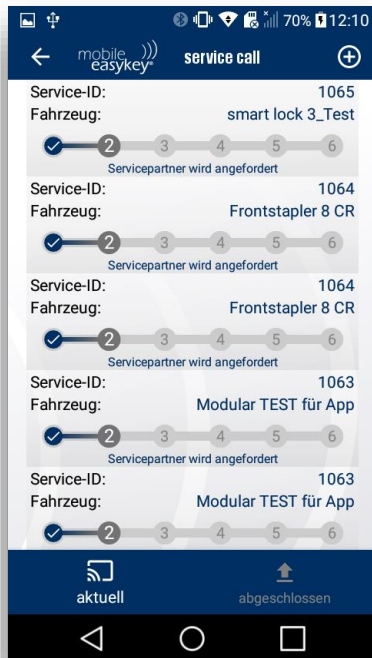 70% 12:10
mobile easykey® service call
Service-ID: 1065
Fahrzeug: smart lock 3_Test
2 3 4 5 6
Servicepartner wird angefordert
Service-ID: 1064
Fahrzeug: Frontstapler 8 CR
2 3 4 5 6
Servicepartner wird angefordert
Service-ID: 1064
Fahrzeug: Frontstapler 8 CR
2 3 4 5 6
Servicepartner wird angefordert
Service-ID: 1063
Fahrzeug: Modular TEST für App
2 3 4 5 6
Servicepartner wird angefordert
Service-ID: 1063
Fahrzeug: Modular TEST für App
2 3 4 5 6
aktuell abgeschlossen